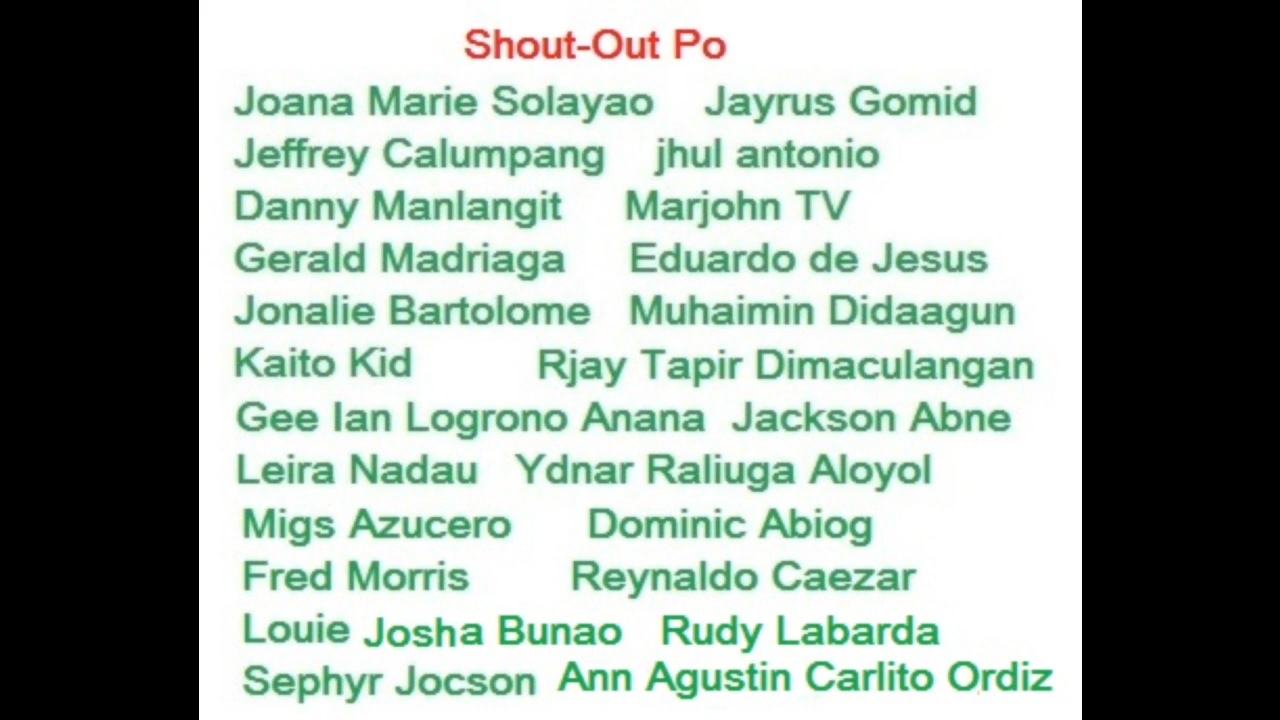 Shout-Out Po
Joana Marie Solayao Jayrus Gomid
Jeffrey Calumpang jhul antonio
Danny Manlangit Marjohn TV
Gerald Madriaga Eduardo de Jesus
Jonalie Bartolome Muhaimin Didaagun
Kaito Kid Rjay Tapir Dimaculangan
Gee Ian Logrono Anana Jackson Abne
Leira Nadau Ydnar Raliuga Aloyol
Migs Azucero Dominic Abiog
Fred Morris Reynaldo Caezar
Louie Josha Bunao Rudy Labarda
Sephyr Jocson Ann Agustin Carlito Ordiz